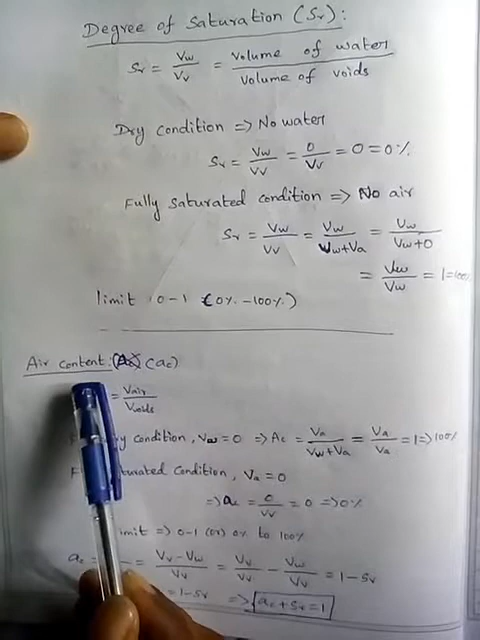 Degree of Saturation (Sr):
Sr = Vw/Vv = Volume of water/Volume of voids
Dry condition => No water
Sr = Vw/Vv = 0/Vv = 0 = 0%
Fully saturated condition => No air
Sr = Vw/Vv = Vw/Vw+Va = Vw/Vw+0
= Vw/Vw = 1 = 100%
limit 0-1 (0% - 100%)
Air content: (ac)
= Vair/Vvoids
condition, Vw = 0 => Ac = Va/Vw+Va = Va/Va = 1 => 100%
Condition, Va = 0
=> ac = 0/Vv = 0 => 0%
limit => 0-1 (or) 0% to 100%
ac = = Vv-Vw/Vv = Vv/Vv - Vw/Vv = 1-Sr
= 1-Sr => ac+Sr=1